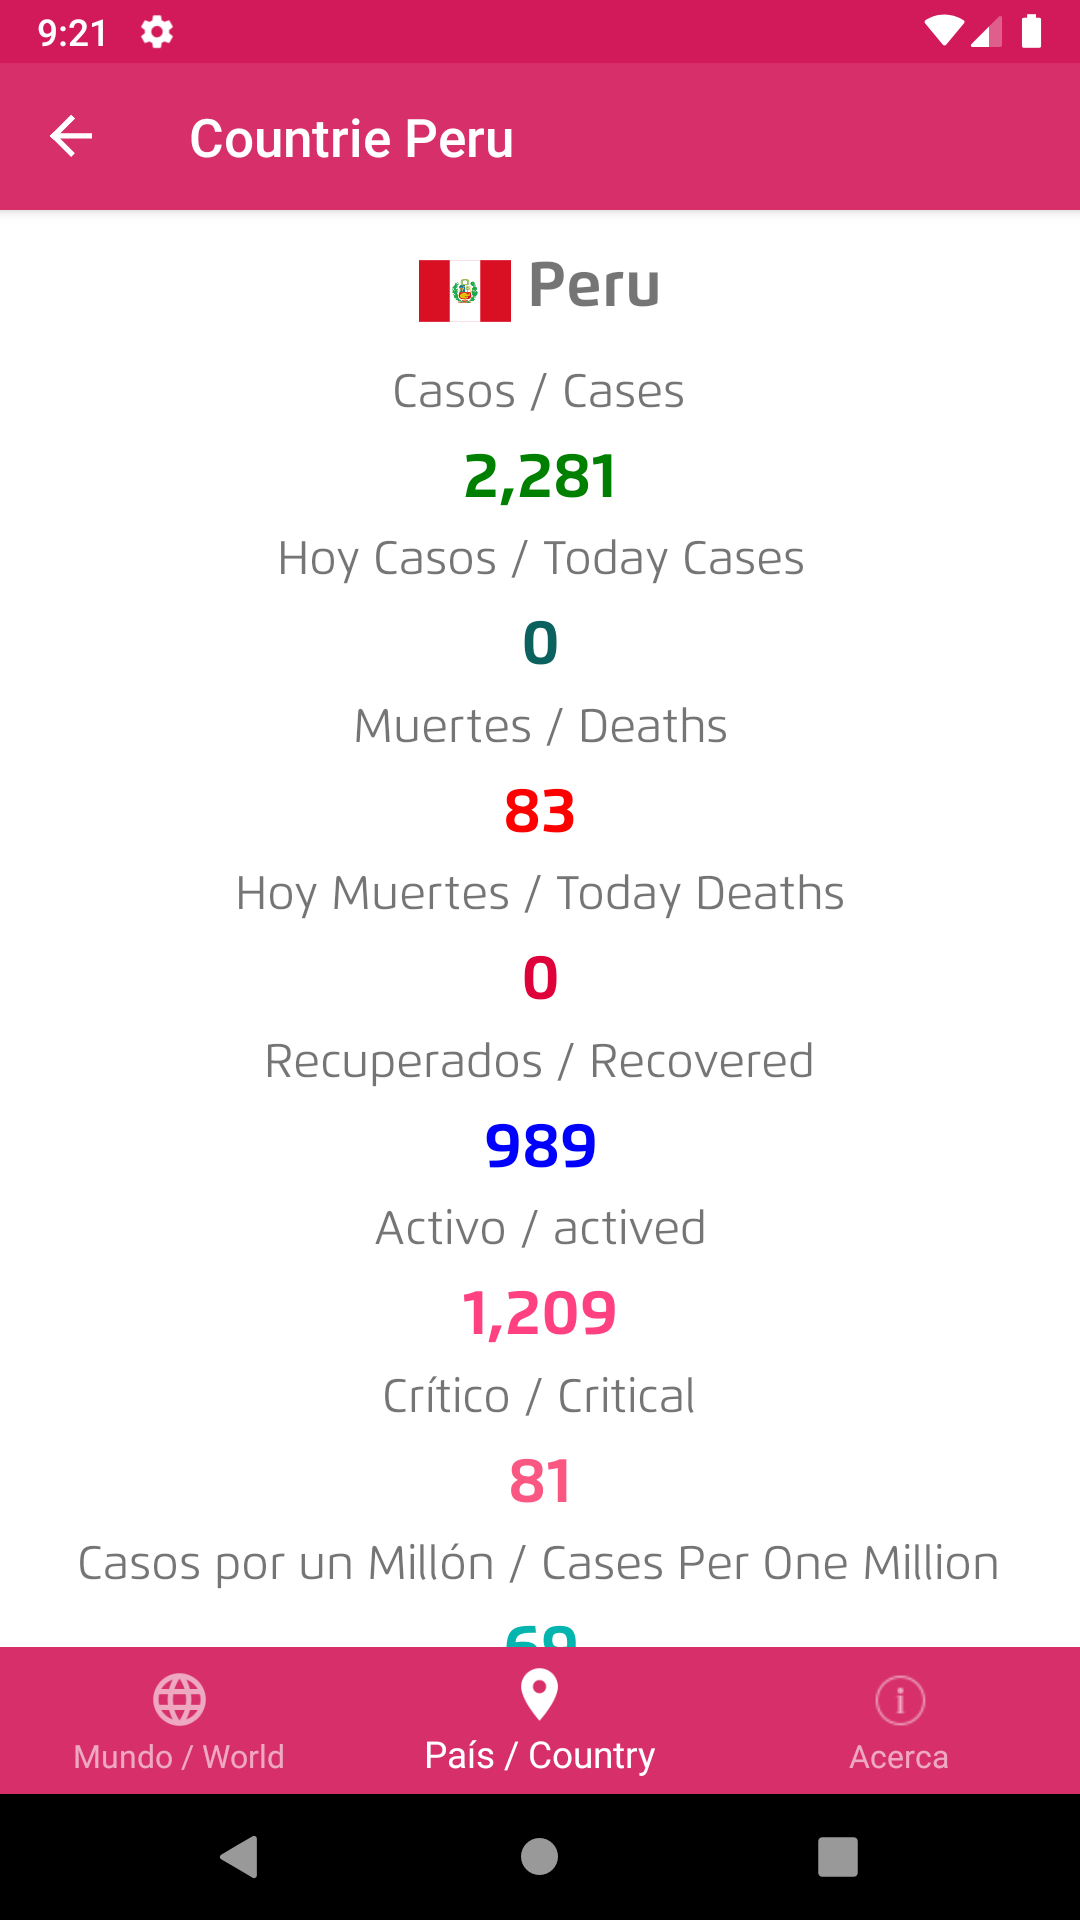 9:21
Countrie Peru
Peru
Casos / Cases
2,281
Hoy Casos / Today Cases
0
Muertes / Deaths
83
Hoy Muertes / Today Deaths
0
Recuperados / Recovered
989
Activo / actived
1,209
Crítico / Critical
81
Casos por un Millón / Cases Per One Million
69
Mundo / World
País / Country
Acerca